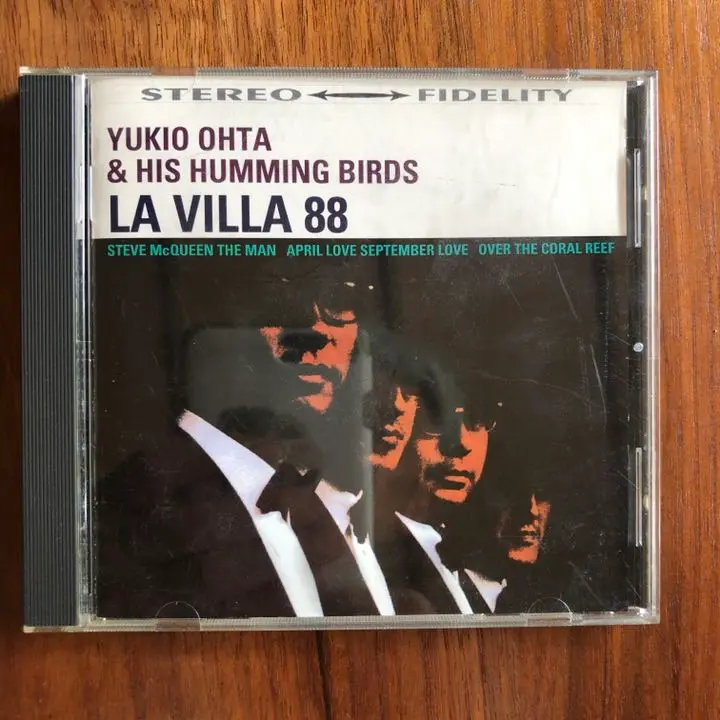 STEREO FIDELITY
YUKIO OHTA
& HIS HUMMING BIRDS
LA VILLA 88
STEVE McQUEEN THE MAN APRIL LOVE SEPTEMBER LOVE OVER THE CORAL REEF